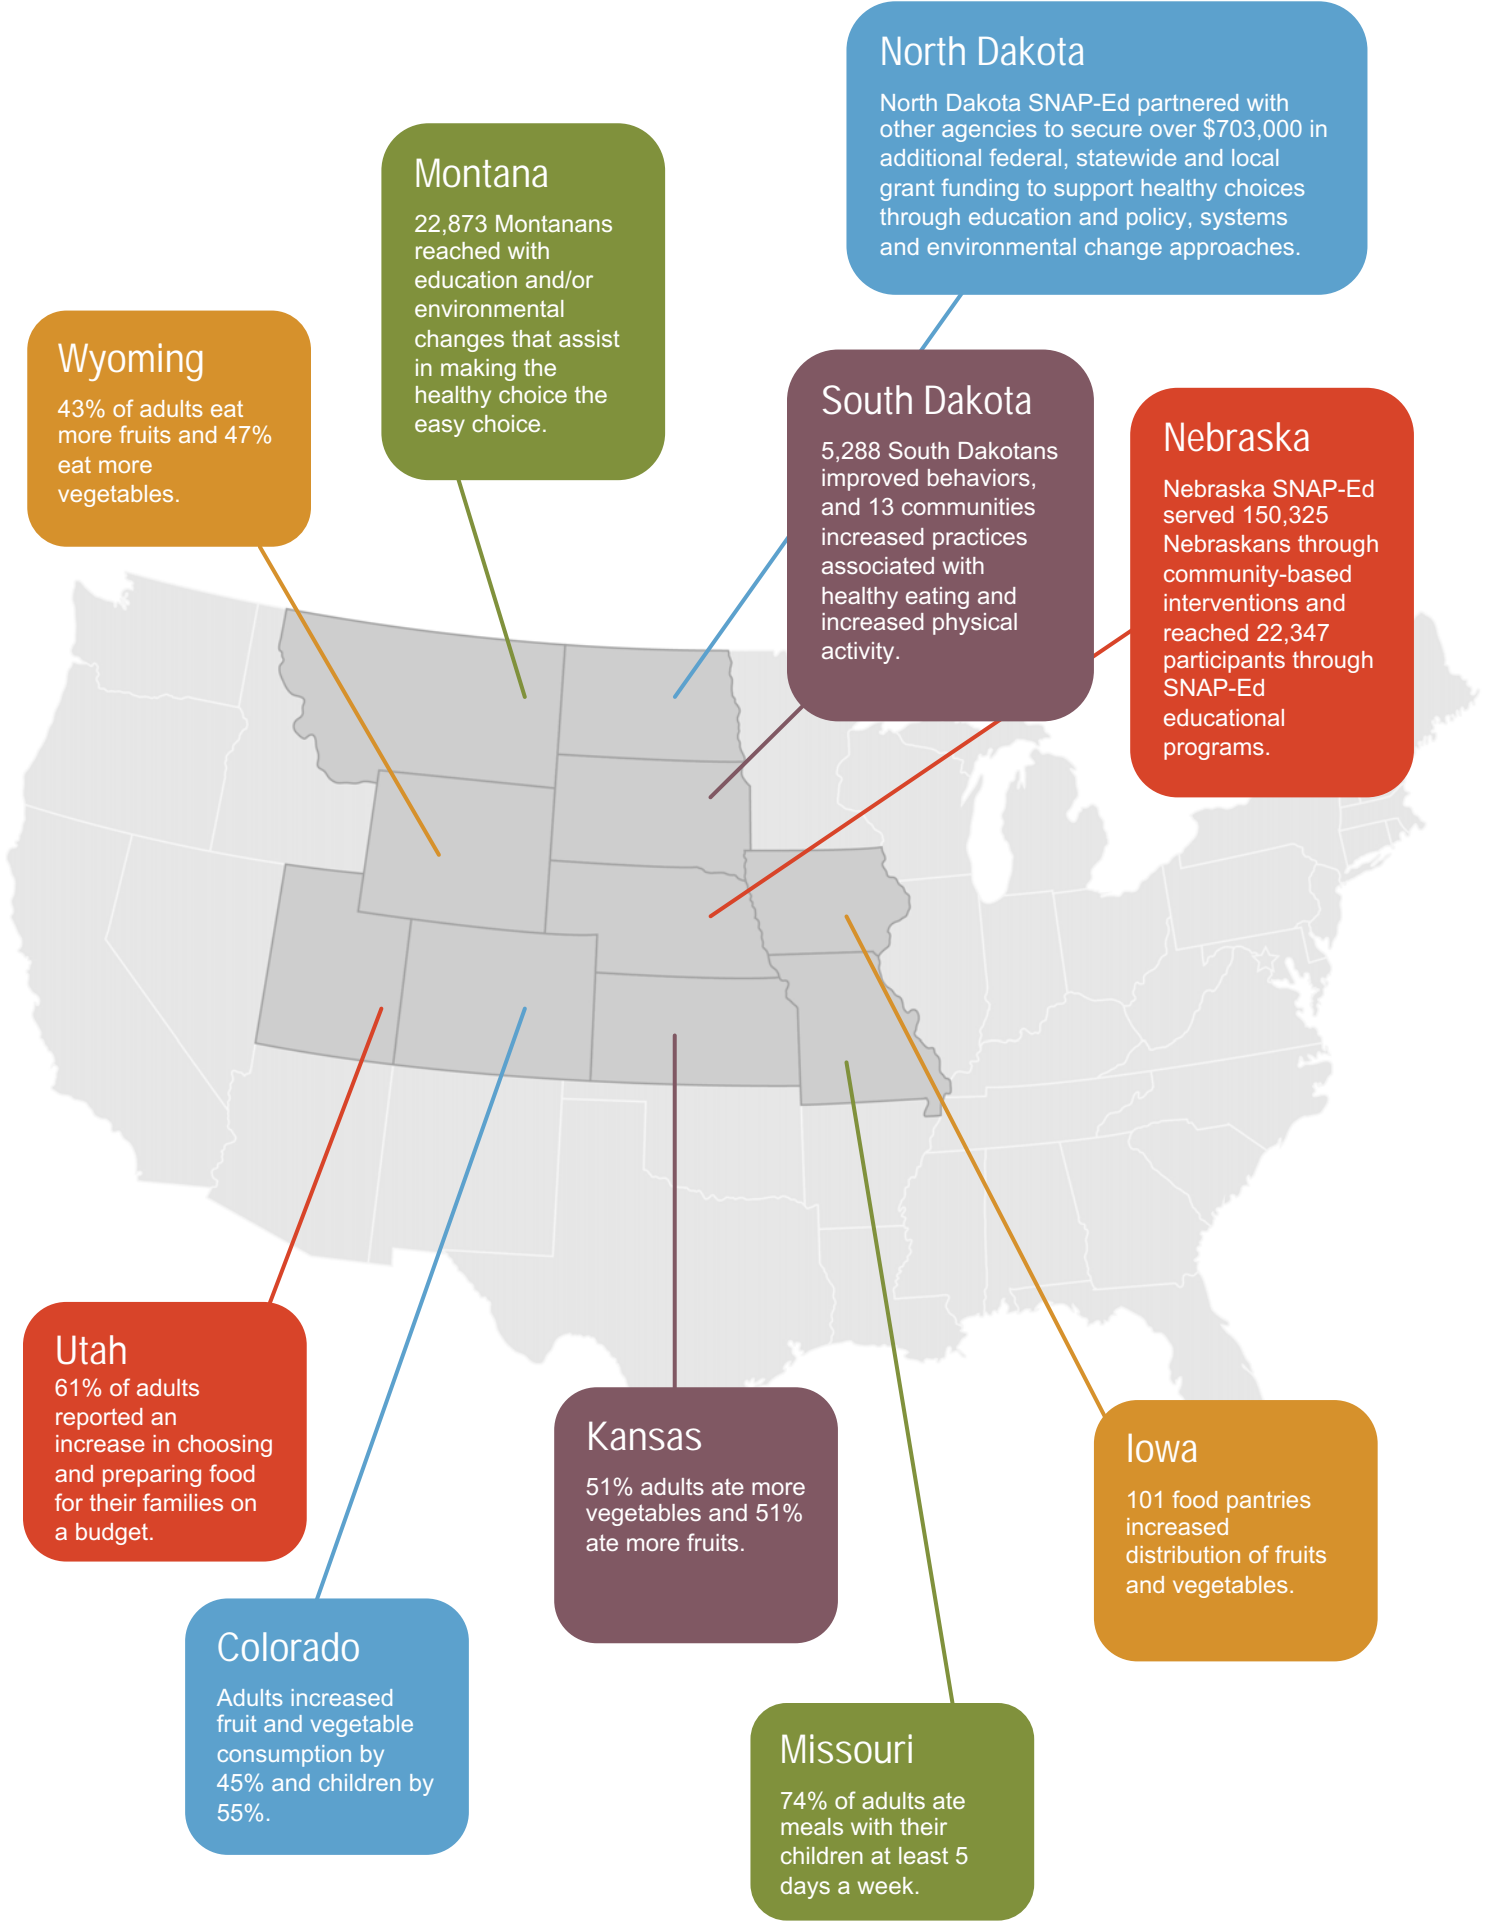 North Dakota
North Dakota SNAP-Ed partnered with
other agencies to secure over $703,000 in
additional federal, statewide and local
grant funding to support healthy choices
through education and policy, systems
and environmental change approaches.
Montana
22,873 Montanans
reached with
education and/or
environmental
changes that assist
in making the
healthy choice the
easy choice.
Wyoming
43% of adults eat
more fruits and 47%
eat more
vegetables.
South Dakota
5,288 South Dakotans
improved behaviors,
and 13 communities
increased practices
associated with
healthy eating and
increased physical
activity.
Nebraska
Nebraska SNAP-Ed
served 150,325
Nebraskans through
community-based
interventions and
reached 22,347
participants through
SNAP-Ed
educational
programs.
Utah
61% of adults
reported an
increase in choosing
and preparing food
for their families on
a budget.
Kansas
51% adults ate more
vegetables and 51%
ate more fruits.
Iowa
101 food pantries
increased
distribution of fruits
and vegetables.
Colorado
Adults increased
fruit and vegetable
consumption by
45% and children by
55%.
Missouri
74% of adults ate
meals with their
children at least 5
days a week.